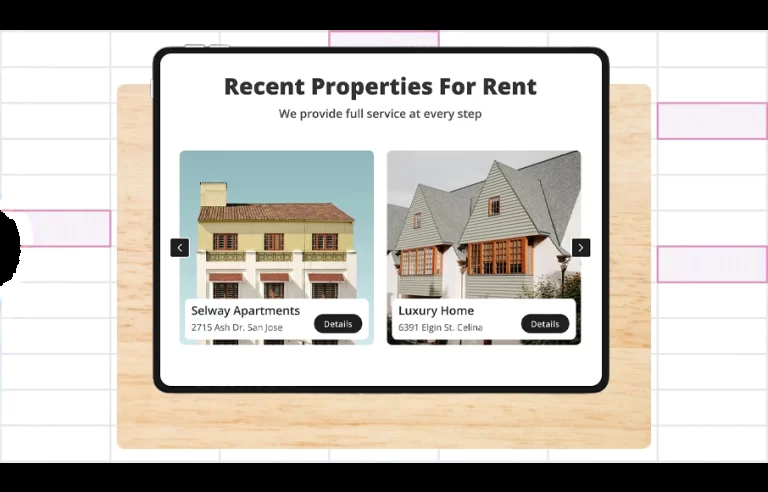 Recent Properties For Rent
We provide full service at every step
Selway Apartments
2715 Ash Dr. San Jose
Details
Luxury Home
6391 Elgin St. Celina
Details